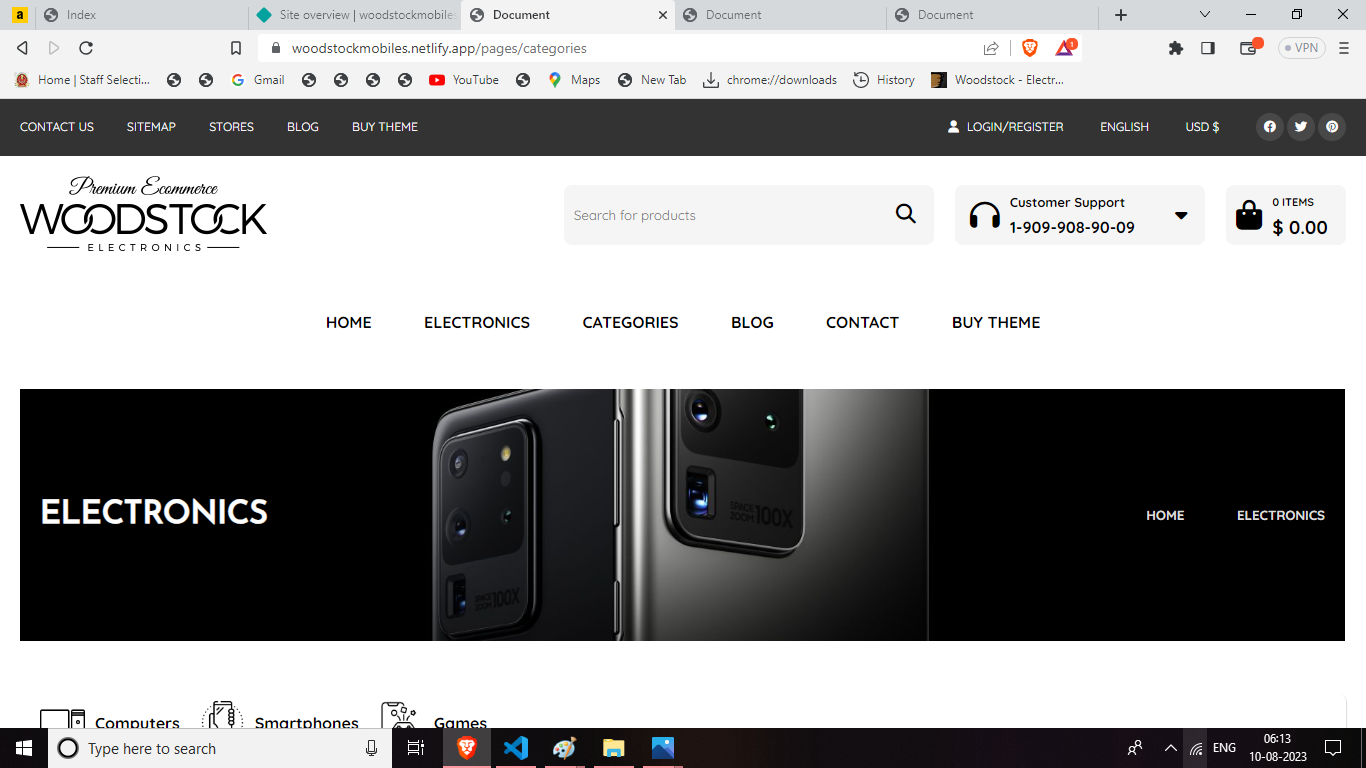 a Index Site overview | woodstockmobiles Document Document Document
woodstockmobiles.netlify.app/pages/categories 1 VPN
Home | Staff Selecti... Gmail YouTube Maps New Tab chrome://downloads History Woodstock - Electr...
CONTACT US SITEMAP STORES BLOG BUY THEME LOGIN/REGISTER ENGLISH USD $
Premium Ecommerce
WOODSTOCK
ELECTRONICS
Search for products
Customer Support
1-909-908-90-09
0 ITEMS
$ 0.00
HOME ELECTRONICS CATEGORIES BLOG CONTACT BUY THEME
SPACE ZOOM 100X
SPACE ZOOM 100X
ELECTRONICS
HOME ELECTRONICS
Computers Smartphones Games
Type here to search
ENG
06:13
10-08-2023